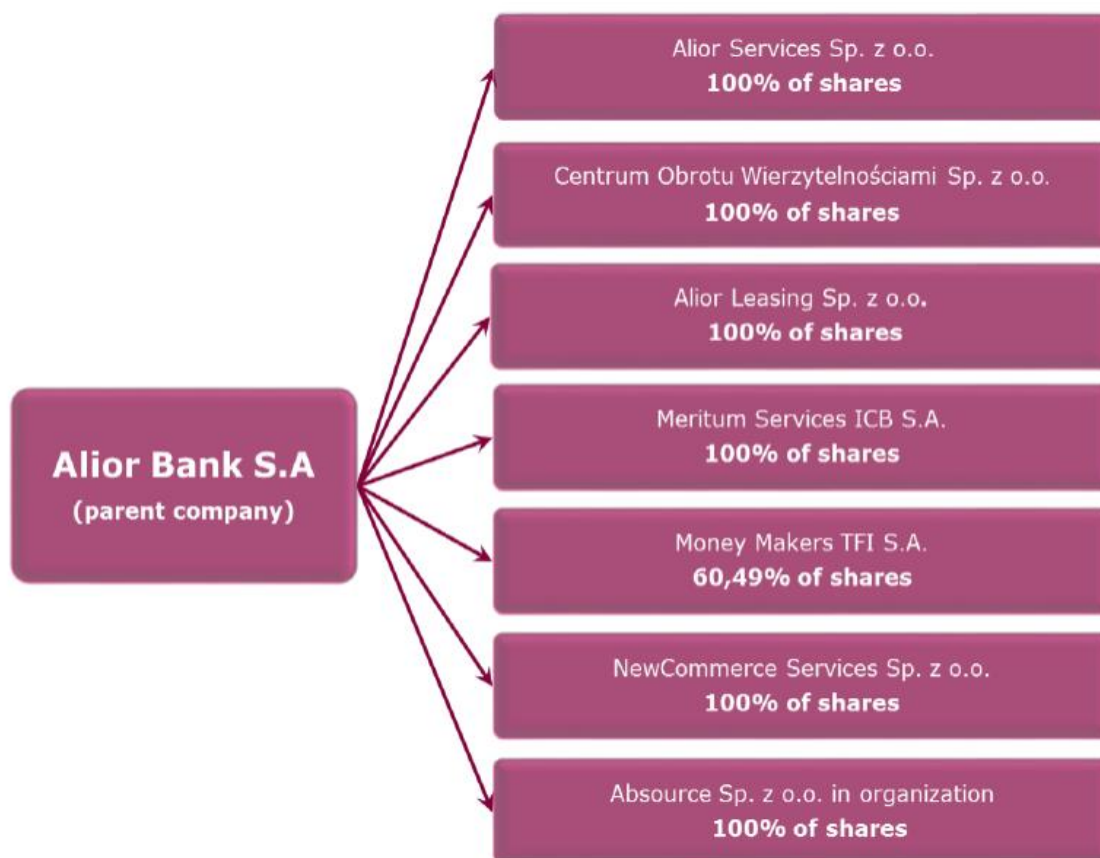 Alior Services Sp. z o.o.
100% of shares
Centrum Obrotu Wierzytelnościami Sp. z o.o.
100% of shares
Alior Leasing Sp. z o.o.
100% of shares
Alior Bank S.A
(parent company)
Meritum Services ICB S.A.
100% of shares
Money Makers TFI S.A.
60,49% of shares
NewCommerce Services Sp. z o.o.
100% of shares
Absource Sp. z o.o. in organization
100% of shares